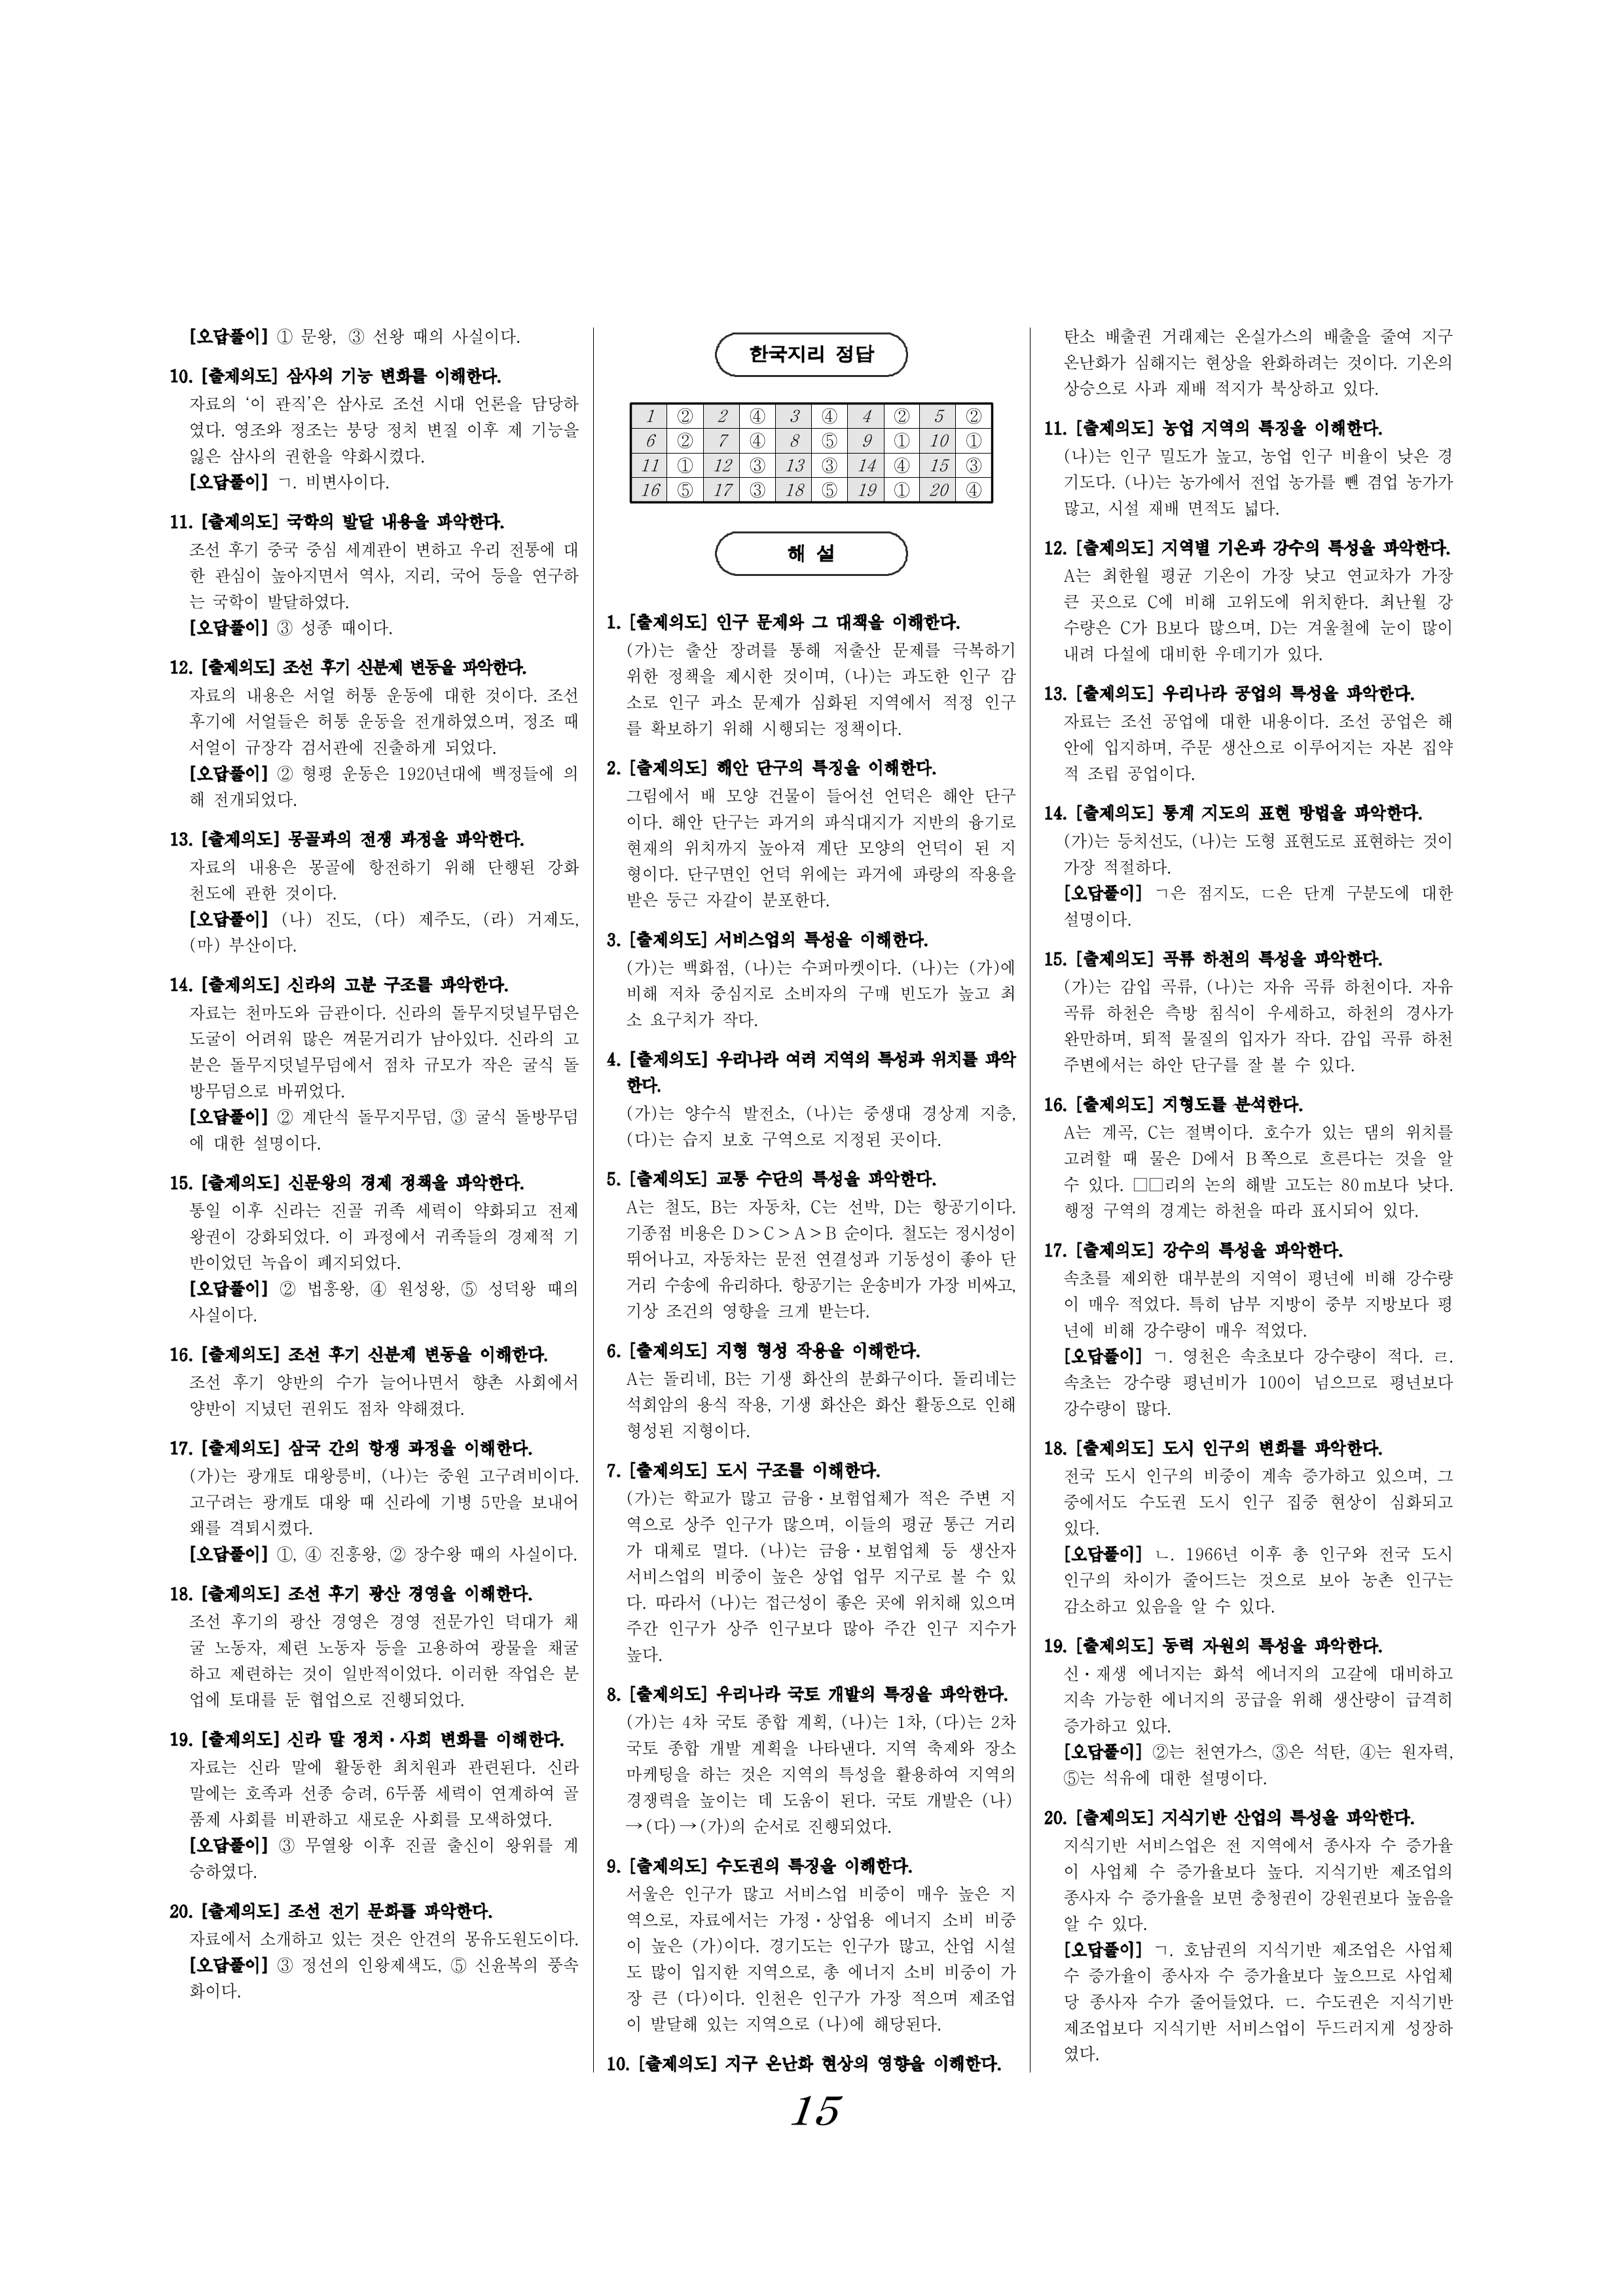 [오답풀이] ① 문왕, ③ 선왕 때의 사실이다.
10. [출제의도] 삼사의 기능 변화를 이해한다.
자료의 ‘이 관직’은 삼사로 조선 시대 언론을 담당하
였다. 영조와 정조는 붕당 정치 변질 이후 제 기능을
잃은 삼사의 권한을 약화시켰다.
[오답풀이] ㄱ. 비변사이다.
11. [출제의도] 국학의 발달 내용을 파악한다.
조선 후기 중국 중심 세계관이 변하고 우리 전통에 대
한 관심이 높아지면서 역사, 지리, 국어 등을 연구하
는 국학이 발달하였다.
[오답풀이] ③ 성종 때이다.
12. [출제의도] 조선 후기 신분제 변동을 파악한다.
자료의 내용은 서얼 허통 운동에 대한 것이다. 조선
후기에 서얼들은 허통 운동을 전개하였으며, 정조 때
서얼이 규장각 검서관에 진출하게 되었다.
[오답풀이] ② 형평 운동은 1920년대에 백정들에 의
해 전개되었다.
13. [출제의도] 몽골과의 전쟁 과정을 파악한다.
자료의 내용은 몽골에 항전하기 위해 단행된 강화
천도에 관한 것이다.
[오답풀이] (나) 진도, (다) 제주도, (라) 거제도,
(마) 부산이다.
14. [출제의도] 신라의 고분 구조를 파악한다.
자료는 천마도와 금관이다. 신라의 돌무지덧널무덤은
도굴이 어려워 많은 껴묻거리가 남아있다. 신라의 고
분은 돌무지덧널무덤에서 점차 규모가 작은 굴식 돌
방무덤으로 바뀌었다.
[오답풀이] ② 계단식 돌무지무덤, ③ 굴식 돌방무덤
에 대한 설명이다.
15. [출제의도] 신문왕의 경제 정책을 파악한다.
통일 이후 신라는 진골 귀족 세력이 약화되고 전제
왕권이 강화되었다. 이 과정에서 귀족들의 경제적 기
반이었던 녹읍이 폐지되었다.
[오답풀이] ② 법흥왕, ④ 원성왕, ⑤ 성덕왕 때의
사실이다.
16. [출제의도] 조선 후기 신분제 변동을 이해한다.
조선 후기 양반의 수가 늘어나면서 향촌 사회에서
양반이 지녔던 권위도 점차 약해졌다.
17. [출제의도] 삼국 간의 항쟁 과정을 이해한다.
(가)는 광개토 대왕릉비, (나)는 중원 고구려비이다.
고구려는 광개토 대왕 때 신라에 기병 5만을 보내어
왜를 격퇴시켰다.
[오답풀이] ①, ④ 진흥왕, ② 장수왕 때의 사실이다.
18. [출제의도] 조선 후기 광산 경영을 이해한다.
조선 후기의 광산 경영은 경영 전문가인 덕대가 채
굴 노동자, 제련 노동자 등을 고용하여 광물을 채굴
하고 제련하는 것이 일반적이었다. 이러한 작업은 분
업에 토대를 둔 협업으로 진행되었다.
19. [출제의도] 신라 말 정치·사회 변화를 이해한다.
자료는 신라 말에 활동한 최치원과 관련된다. 신라
말에는 호족과 선종 승려, 6두품 세력이 연계하여 골
품제 사회를 비판하고 새로운 사회를 모색하였다.
[오답풀이] ③ 무열왕 이후 진골 출신이 왕위를 계
승하였다.
20. [출제의도] 조선 전기 문화를 파악한다.
자료에서 소개하고 있는 것은 안견의 몽유도원도이다.
[오답풀이] ③ 정선의 인왕제색도, ⑤ 신윤복의 풍속
화이다.
한국지리 정답
1 ② 2 ④ 3 ④ 4 ② 5 ②
6 ② 7 ④ 8 ⑤ 9 ① 10 ①
11 ① 12 ③ 13 ③ 14 ④ 15 ③
16 ⑤ 17 ③ 18 ⑤ 19 ① 20 ④
해 설
1. [출제의도] 인구 문제와 그 대책을 이해한다.
(가)는 출산 장려를 통해 저출산 문제를 극복하기
위한 정책을 제시한 것이며, (나)는 과도한 인구 감
소로 인구 과소 문제가 심화된 지역에서 적정 인구
를 확보하기 위해 시행되는 정책이다.
2. [출제의도] 해안 단구의 특징을 이해한다.
그림에서 배 모양 건물이 들어선 언덕은 해안 단구
이다. 해안 단구는 과거의 파식대지가 지반의 융기로
현재의 위치까지 높아져 계단 모양의 언덕이 된 지
형이다. 단구면인 언덕 위에는 과거에 파랑의 작용을
받은 둥근 자갈이 분포한다.
3. [출제의도] 서비스업의 특성을 이해한다.
(가)는 백화점, (나)는 수퍼마켓이다. (나)는 (가)에
비해 저차 중심지로 소비자의 구매 빈도가 높고 최
소 요구치가 작다.
4. [출제의도] 우리나라 여러 지역의 특성과 위치를 파악
한다.
(가)는 양수식 발전소, (나)는 중생대 경상계 지층,
(다)는 습지 보호 구역으로 지정된 곳이다.
5. [출제의도] 교통 수단의 특성을 파악한다.
A는 철도, B는 자동차, C는 선박, D는 항공기이다.
기종점 비용은 D > C > A > B 순이다. 철도는 정시성이
뛰어나고, 자동차는 문전 연결성과 기동성이 좋아 단
거리 수송에 유리하다. 항공기는 운송비가 가장 비싸고,
기상 조건의 영향을 크게 받는다.
6. [출제의도] 지형 형성 작용을 이해한다.
A는 돌리네, B는 기생 화산의 분화구이다. 돌리네는
석회암의 용식 작용, 기생 화산은 화산 활동으로 인해
형성된 지형이다.
7. [출제의도] 도시 구조를 이해한다.
(가)는 학교가 많고 금융·보험업체가 적은 주변 지
역으로 상주 인구가 많으며, 이들의 평균 통근 거리
가 대체로 멀다. (나)는 금융·보험업체 등 생산자
서비스업의 비중이 높은 상업 업무 지구로 볼 수 있
다. 따라서 (나)는 접근성이 좋은 곳에 위치해 있으며
주간 인구가 상주 인구보다 많아 주간 인구 지수가
높다.
8. [출제의도] 우리나라 국토 개발의 특징을 파악한다.
(가)는 4차 국토 종합 계획, (나)는 1차, (다)는 2차
국토 종합 개발 계획을 나타낸다. 지역 축제와 장소
마케팅을 하는 것은 지역의 특성을 활용하여 지역의
경쟁력을 높이는 데 도움이 된다. 국토 개발은 (나)
→(다)→(가)의 순서로 진행되었다.
9. [출제의도] 수도권의 특징을 이해한다.
서울은 인구가 많고 서비스업 비중이 매우 높은 지
역으로, 자료에서는 가정·상업용 에너지 소비 비중
이 높은 (가)이다. 경기도는 인구가 많고, 산업 시설
도 많이 입지한 지역으로, 총 에너지 소비 비중이 가
장 큰 (다)이다. 인천은 인구가 가장 적으며 제조업
이 발달해 있는 지역으로 (나)에 해당된다.
10. [출제의도] 지구 온난화 현상의 영향을 이해한다.
탄소 배출권 거래제는 온실가스의 배출을 줄여 지구
온난화가 심해지는 현상을 완화하려는 것이다. 기온의
상승으로 사과 재배 적지가 북상하고 있다.
11. [출제의도] 농업 지역의 특징을 이해한다.
(나)는 인구 밀도가 높고, 농업 인구 비율이 낮은 경
기도다. (나)는 농가에서 전업 농가를 뺀 겸업 농가가
많고, 시설 재배 면적도 넓다.
12. [출제의도] 지역별 기온과 강수의 특성을 파악한다.
A는 최한월 평균 기온이 가장 낮고 연교차가 가장
큰 곳으로 C에 비해 고위도에 위치한다. 최난월 강
수량은 C가 B보다 많으며, D는 겨울철에 눈이 많이
내려 다설에 대비한 우데기가 있다.
13. [출제의도] 우리나라 공업의 특성을 파악한다.
자료는 조선 공업에 대한 내용이다. 조선 공업은 해
안에 입지하며, 주문 생산으로 이루어지는 자본 집약
적 조립 공업이다.
14. [출제의도] 통계 지도의 표현 방법을 파악한다.
(가)는 등치선도, (나)는 도형 표현도로 표현하는 것이
가장 적절하다.
[오답풀이] ㄱ은 점지도, ㄷ은 단계 구분도에 대한
설명이다.
15. [출제의도] 곡류 하천의 특성을 파악한다.
(가)는 감입 곡류, (나)는 자유 곡류 하천이다. 자유
곡류 하천은 측방 침식이 우세하고, 하천의 경사가
완만하며, 퇴적 물질의 입자가 작다. 감입 곡류 하천
주변에서는 하안 단구를 잘 볼 수 있다.
16. [출제의도] 지형도를 분석한다.
A는 계곡, C는 절벽이다. 호수가 있는 댐의 위치를
고려할 때 물은 D에서 B쪽으로 흐른다는 것을 알
수 있다. □□리의 논의 해발 고도는 80m보다 낮다.
행정 구역의 경계는 하천을 따라 표시되어 있다.
17. [출제의도] 강수의 특성을 파악한다.
속초를 제외한 대부분의 지역이 평년에 비해 강수량
이 매우 적었다. 특히 남부 지방이 중부 지방보다 평
년에 비해 강수량이 매우 적었다.
[오답풀이] ㄱ. 영천은 속초보다 강수량이 적다. ㄹ.
속초는 강수량 평년비가 100이 넘으므로 평년보다
강수량이 많다.
18. [출제의도] 도시 인구의 변화를 파악한다.
전국 도시 인구의 비중이 계속 증가하고 있으며, 그
중에서도 수도권 도시 인구 집중 현상이 심화되고
있다.
[오답풀이] ㄴ. 1966년 이후 총 인구와 전국 도시
인구의 차이가 줄어드는 것으로 보아 농촌 인구는
감소하고 있음을 알 수 있다.
19. [출제의도] 동력 자원의 특성을 파악한다.
신·재생 에너지는 화석 에너지의 고갈에 대비하고
지속 가능한 에너지의 공급을 위해 생산량이 급격히
증가하고 있다.
[오답풀이] ②는 천연가스, ③은 석탄, ④는 원자력,
⑤는 석유에 대한 설명이다.
20. [출제의도] 지식기반 산업의 특성을 파악한다.
지식기반 서비스업은 전 지역에서 종사자 수 증가율
이 사업체 수 증가율보다 높다. 지식기반 제조업의
종사자 수 증가율을 보면 충청권이 강원권보다 높음을
알 수 있다.
[오답풀이] ㄱ. 호남권의 지식기반 제조업은 사업체
수 증가율이 종사자 수 증가율보다 높으므로 사업체
당 종사자 수가 줄어들었다. ㄷ. 수도권은 지식기반
제조업보다 지식기반 서비스업이 두드러지게 성장하
였다.
15